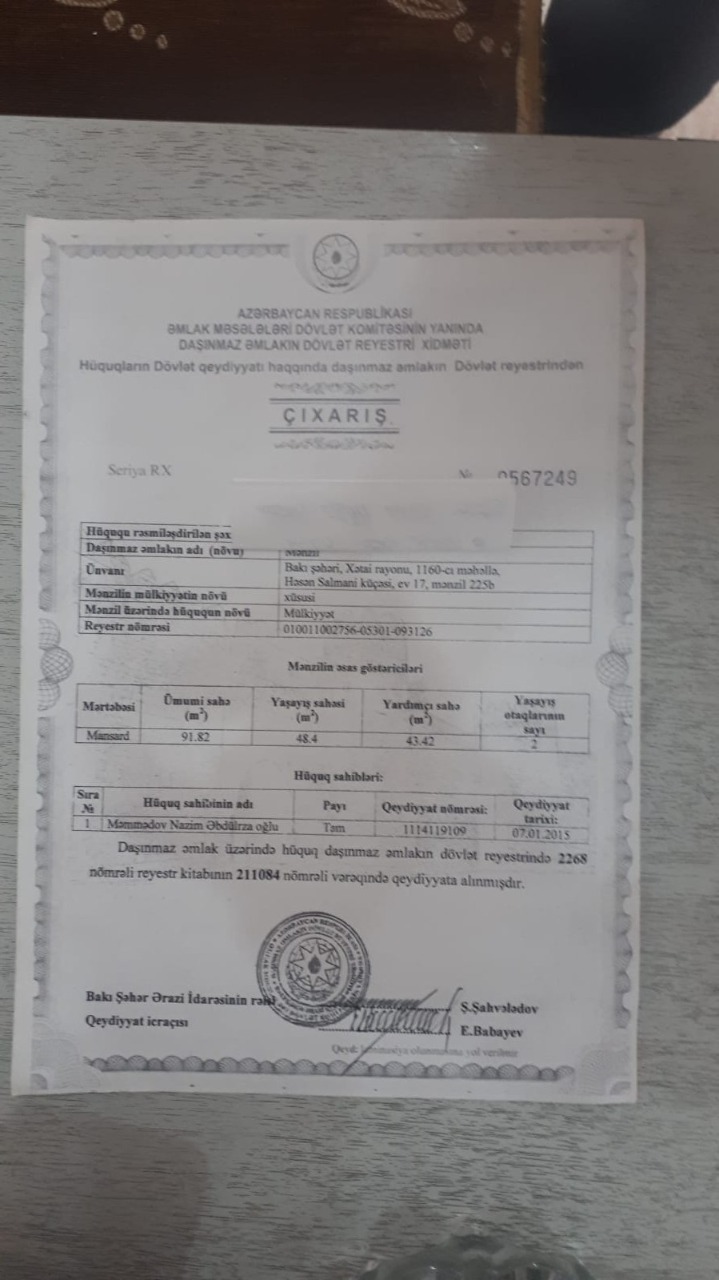 AZƏRBAYCAN RESPUBLİKASI
ƏMLAK MƏSƏLƏLƏRİ DÖVLƏT KOMİTƏSİNİN YANINDA
DAŞINMAZ ƏMLAKIN DÖVLƏT REYESTRİ XİDMƏTİ
Hüquqların Dövlət qeydiyyatı haqqında daşınmaz əmlakın Dövlət reyestrindən
ÇIXARIŞ
Seriya RX № 0567249
Hüququ rəsmiləşdirilən şəx
Daşınmaz əmlakın adı (növü) Mənzil
Ünvanı Bakı şəhəri, Xətai rayonu, 1160-cı məhəllə,
Həsən Salmani küçəsi, ev 17, mənzil 225b
Mənzilin mülkiyyətin növü xüsusi
Mənzil üzərində hüququn növü Mülkiyyət
Reyestr nömrəsi 010011002756-05301-093126
Mənzilin əsas göstəriciləri
Mərtəbəsi Ümumi sahə (m²) Yaşayış sahəsi (m²) Yardımçı sahə (m²) Yaşayış otaqlarının sayı
Mansard 91.82 48.4 43.42 2
Hüquq sahibləri:
Sıra № Hüquq sahibinin adı Payı Qeydiyyat nömrəsi: Qeydiyyat tarixi:
1 Məmmədov Nazim Əbdülrza oğlu Tam 1114119109 07.01.2015
Daşınmaz əmlak üzərində hüquq daşınmaz əmlakın dövlət reyestrində 2268
nömrəli reyestr kitabının 211084 nömrəli vərəqində qeydiyyata alınmışdır.
Bakı Şəhər Ərazi İdarəsinin rəisi Ş.Şahvələdov
Qeydiyyat icraçısı E.Babayev
Qeyd: laminasiya olunmasına yol verilmir